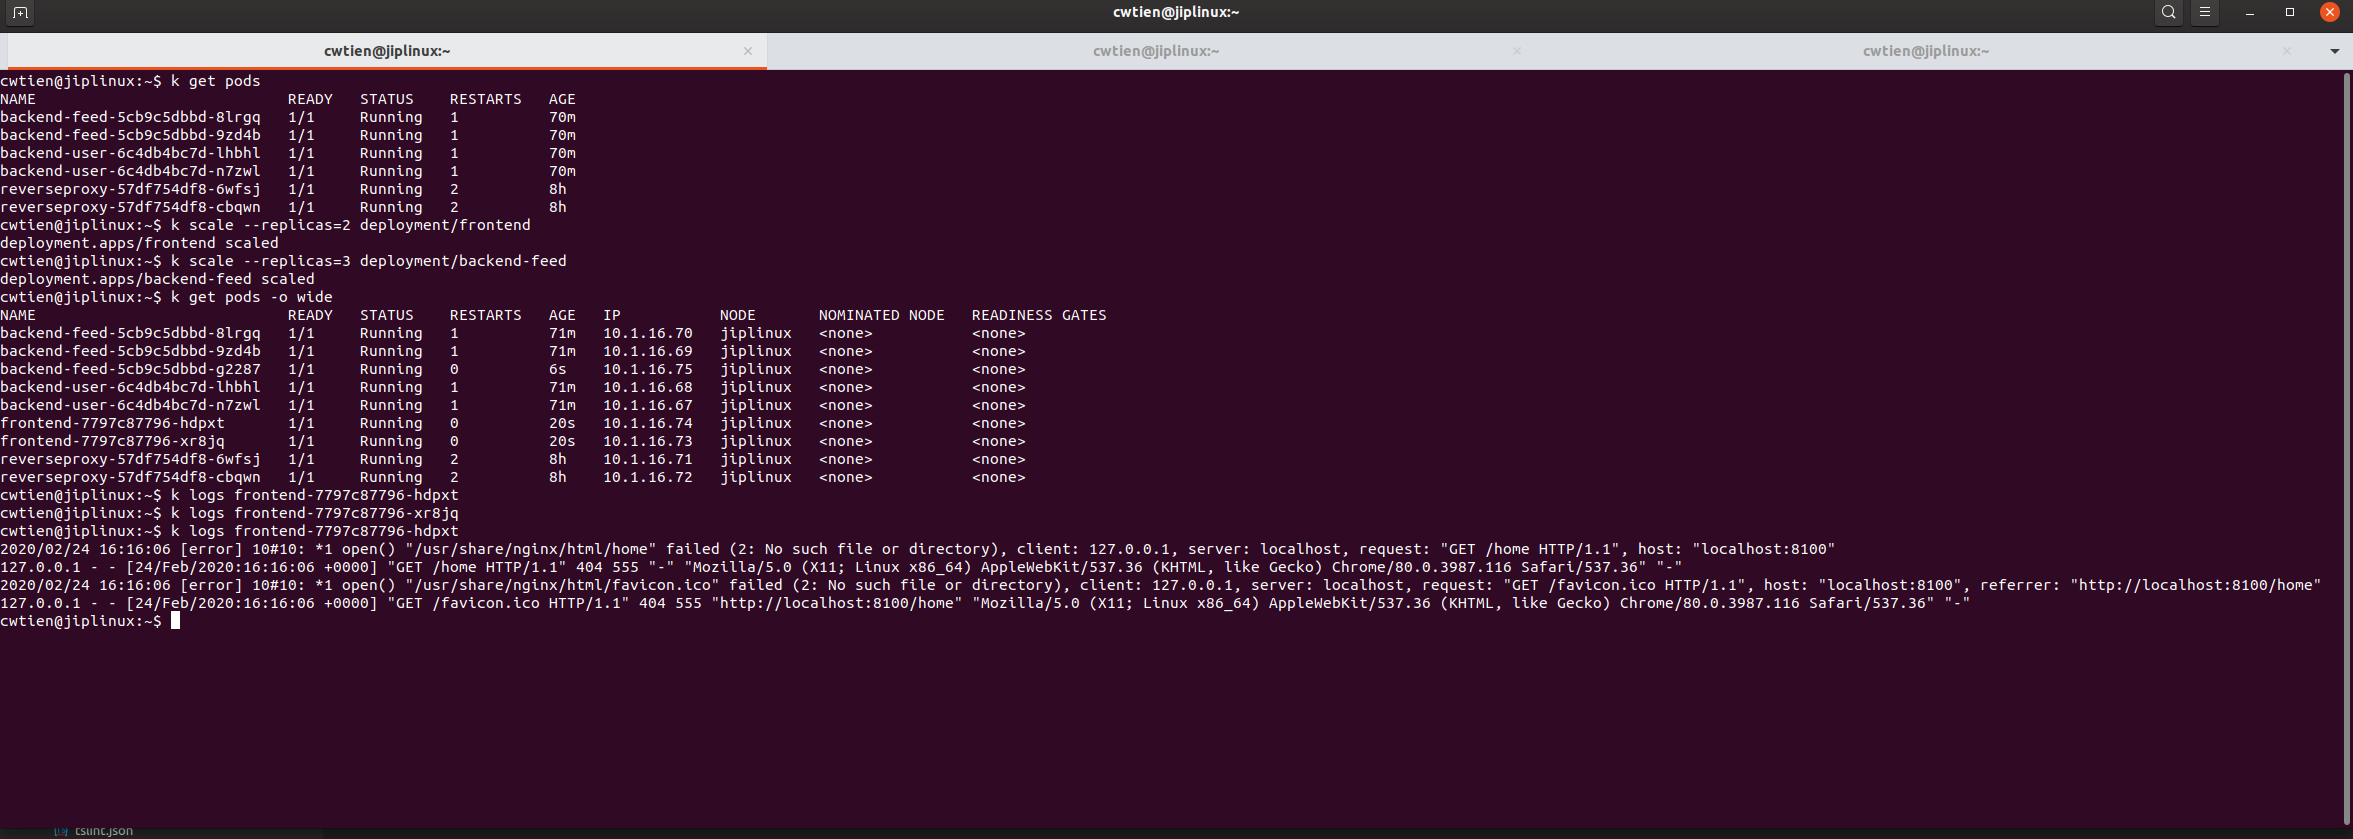 cwtien@jiplinux:~
cwtien@jiplinux:~ cwtien@jiplinux:~ cwtien@jiplinux:~
cwtien@jiplinux:~$ k get pods
NAME READY STATUS RESTARTS AGE
backend-feed-5cb9c5dbbd-8lrgq 1/1 Running 1 70m
backend-feed-5cb9c5dbbd-9zd4b 1/1 Running 1 70m
backend-user-6c4db4bc7d-lhbhl 1/1 Running 1 70m
backend-user-6c4db4bc7d-n7zwl 1/1 Running 1 70m
reverseproxy-57df754df8-6wfsj 1/1 Running 2 8h
reverseproxy-57df754df8-cbqwn 1/1 Running 2 8h
cwtien@jiplinux:~$ k scale --replicas=2 deployment/frontend
deployment.apps/frontend scaled
cwtien@jiplinux:~$ k scale --replicas=3 deployment/backend-feed
deployment.apps/backend-feed scaled
cwtien@jiplinux:~$ k get pods -o wide
NAME READY STATUS RESTARTS AGE IP NODE NOMINATED NODE READINESS GATES
backend-feed-5cb9c5dbbd-8lrgq 1/1 Running 1 71m 10.1.16.70 jiplinux <none> <none>
backend-feed-5cb9c5dbbd-9zd4b 1/1 Running 1 71m 10.1.16.69 jiplinux <none> <none>
backend-feed-5cb9c5dbbd-g2287 1/1 Running 0 6s 10.1.16.75 jiplinux <none> <none>
backend-user-6c4db4bc7d-lhbhl 1/1 Running 1 71m 10.1.16.68 jiplinux <none> <none>
backend-user-6c4db4bc7d-n7zwl 1/1 Running 1 71m 10.1.16.67 jiplinux <none> <none>
frontend-7797c87796-hdpxt 1/1 Running 0 20s 10.1.16.74 jiplinux <none> <none>
frontend-7797c87796-xr8jq 1/1 Running 0 20s 10.1.16.73 jiplinux <none> <none>
reverseproxy-57df754df8-6wfsj 1/1 Running 2 8h 10.1.16.71 jiplinux <none> <none>
reverseproxy-57df754df8-cbqwn 1/1 Running 2 8h 10.1.16.72 jiplinux <none> <none>
cwtien@jiplinux:~$ k logs frontend-7797c87796-hdpxt
cwtien@jiplinux:~$ k logs frontend-7797c87796-xr8jq
cwtien@jiplinux:~$ k logs frontend-7797c87796-hdpxt
2020/02/24 16:16:06 [error] 10#10: *1 open() "/usr/share/nginx/html/home" failed (2: No such file or directory), client: 127.0.0.1, server: localhost, request: "GET /home HTTP/1.1", host: "localhost:8100"
127.0.0.1 - - [24/Feb/2020:16:16:06 +0000] "GET /home HTTP/1.1" 404 555 "-" "Mozilla/5.0 (X11; Linux x86_64) AppleWebKit/537.36 (KHTML, like Gecko) Chrome/80.0.3987.116 Safari/537.36" "-"
2020/02/24 16:16:06 [error] 10#10: *1 open() "/usr/share/nginx/html/favicon.ico" failed (2: No such file or directory), client: 127.0.0.1, server: localhost, request: "GET /favicon.ico HTTP/1.1", host: "localhost:8100", referrer: "http://localhost:8100/home"
127.0.0.1 - - [24/Feb/2020:16:16:06 +0000] "GET /favicon.ico HTTP/1.1" 404 555 "http://localhost:8100/home" "Mozilla/5.0 (X11; Linux x86_64) AppleWebKit/537.36 (KHTML, like Gecko) Chrome/80.0.3987.116 Safari/537.36" "-"
cwtien@jiplinux:~$
tslint.json